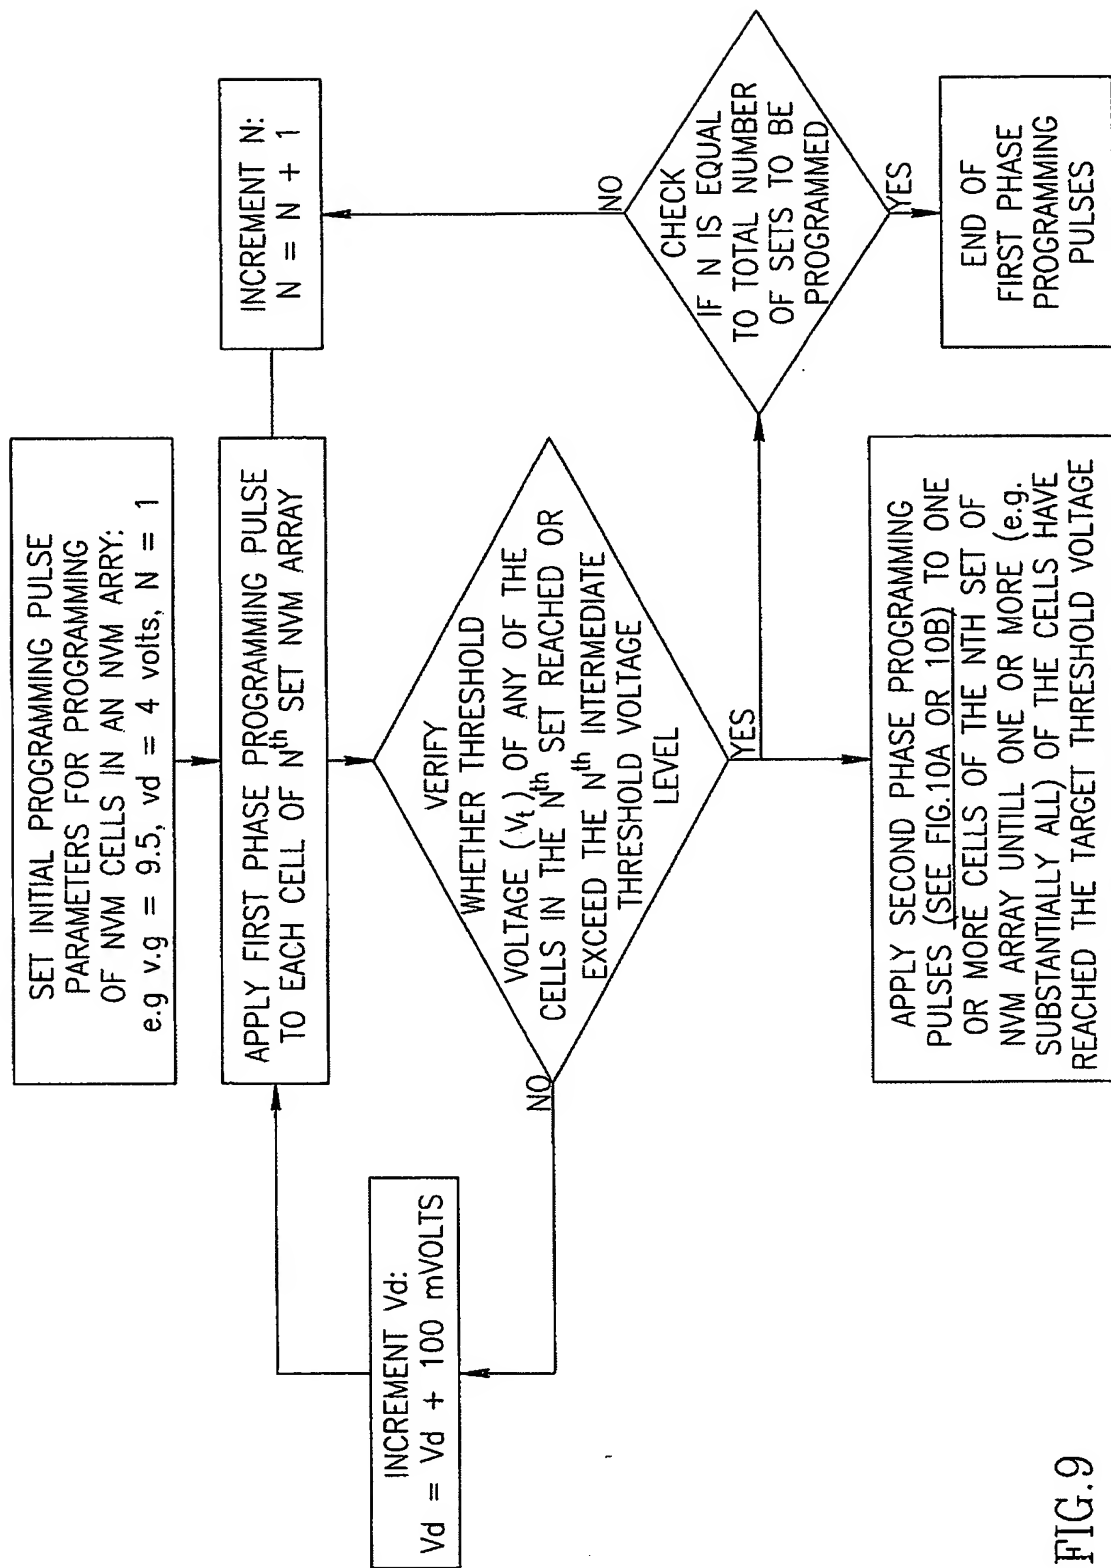 SET INITIAL PROGRAMMING PULSE
PARAMETERS FOR PROGRAMMING
OF NVM CELLS IN AN NVM ARRY:
e.g v.g = 9.5, vd = 4 volts, N = 1
APPLY FIRST PHASE PROGRAMMING PULSE
TO EACH CELL OF Nth SET NVM ARRAY
INCREMENT N:
N = N + 1
VERIFY
WHETHER THRESHOLD
VOLTAGE (Vt) OF ANY OF THE
CELLS IN THE Nth SET REACHED OR
EXCEED THE Nth INTERMEDIATE
THRESHOLD VOLTAGE
LEVEL
NO
YES
INCREMENT Vd:
Vd = Vd + 100 mVOLTS
CHECK
IF N IS EQUAL
TO TOTAL NUMBER
OF SETS TO BE
PROGRAMMED
NO
YES
APPLY SECOND PHASE PROGRAMMING
PULSES (SEE FIG.10A OR 10B) TO ONE
OR MORE CELLS OF THE NTH SET OF
NVM ARRAY UNTILL ONE OR MORE (e.g.
SUBSTANTIALLY ALL) OF THE CELLS HAVE
REACHED THE TARGET THRESHOLD VOLTAGE
END OF
FIRST PHASE
PROGRAMMING
PULSES
FIG.9